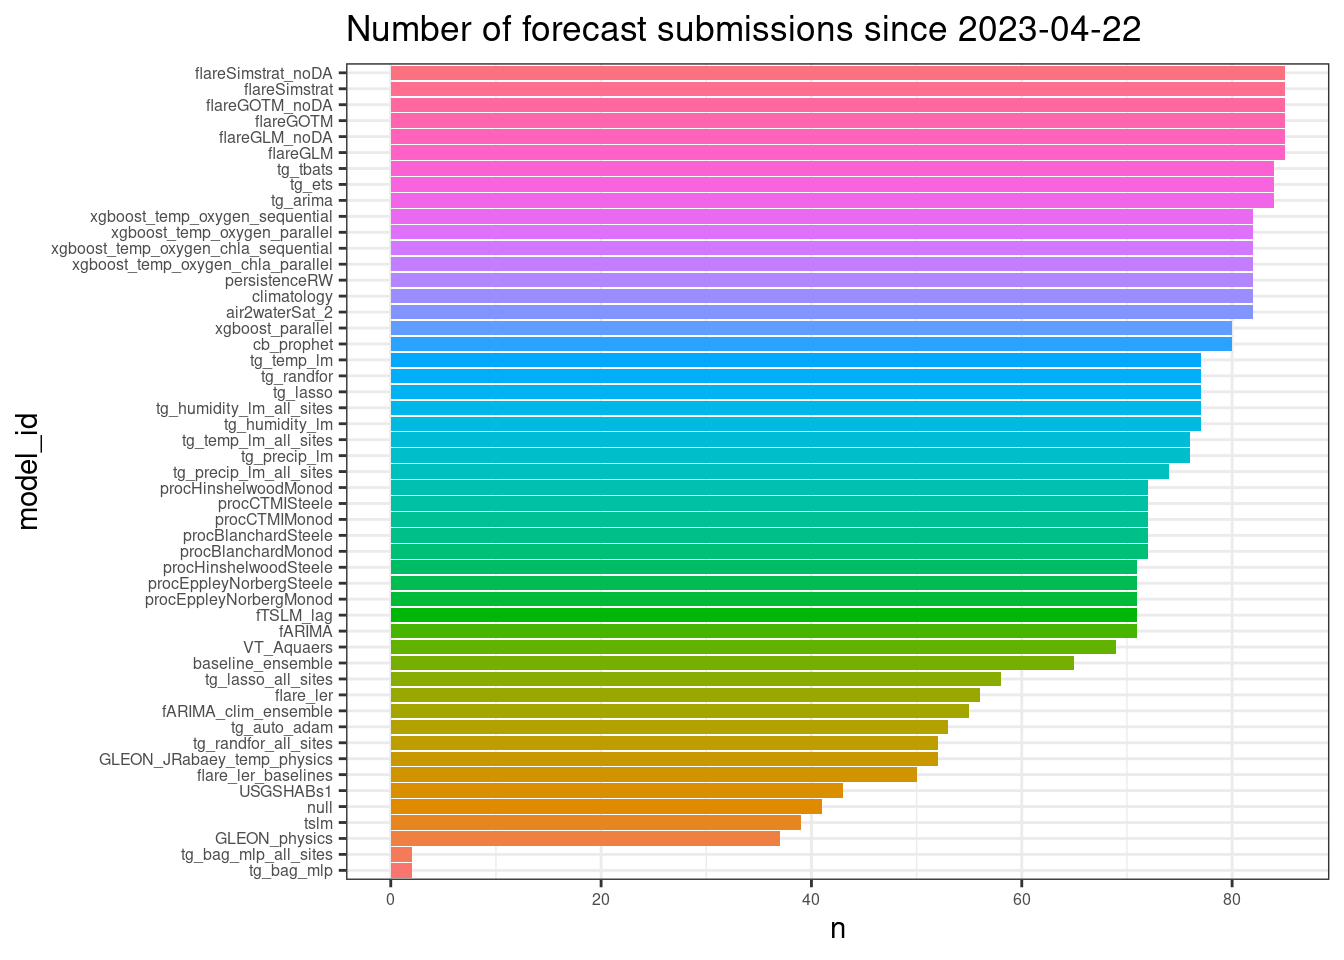 Number of forecast submissions since 2023-04-22
flareSimstrat_noDA
flareSimstrat
flareGOTM_noDA
flareGOTM
flareGLM_noDA
flareGLM
tg_tbats
tg_ets
tg_arima
xgboost_temp_oxygen_sequential
xgboost_temp_oxygen_parallel
xgboost_temp_oxygen_chla_sequential
xgboost_temp_oxygen_chla_parallel
persistenceRW
climatology
air2waterSat_2
xgboost_parallel
cb_prophet
tg_temp_lm
tg_randfor
tg_lasso
tg_humidity_lm_all_sites
tg_humidity_lm
tg_temp_lm_all_sites
tg_precip_lm
tg_precip_lm_all_sites
procHinshelwoodMonod
procCTMISteele
procCTMIMonod
procBlanchardSteele
procBlanchardMonod
procHinshelwoodSteele
procEppleyNorbergSteele
procEppleyNorbergMonod
fTSLM_lag
fARIMA
VT_Aquaers
baseline_ensemble
tg_lasso_all_sites
flare_ler
fARIMA_clim_ensemble
tg_auto_adam
tg_randfor_all_sites
GLEON_JRabaey_temp_physics
flare_ler_baselines
USGSHABs1
null
tslm
GLEON_physics
tg_bag_mlp_all_sites
tg_bag_mlp
model_id
0 20 40 60 80
n